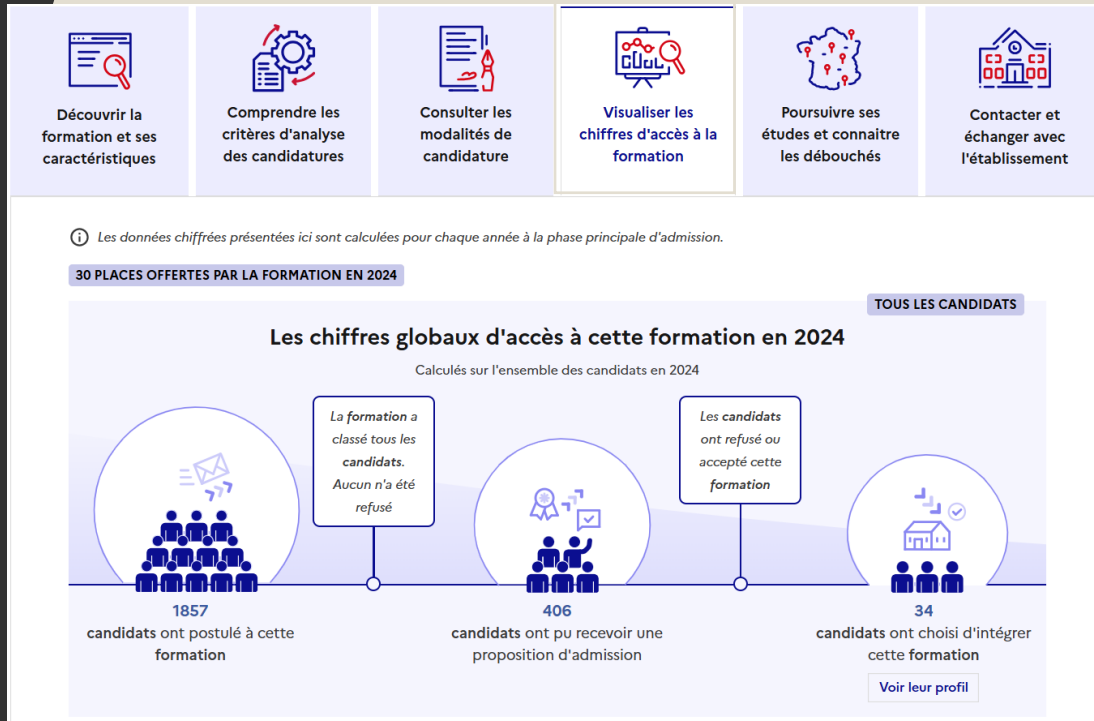 Découvrir la
formation et ses
caractéristiques
Comprendre les
critères d'analyse
des candidatures
Consulter les
modalités de
candidature
Visualiser les
chiffres d'accès à la
formation
Poursuivre ses
études et connaitre
les débouchés
Contacter et
échanger avec
l'établissement
Les données chiffrées présentées ici sont calculées pour chaque année à la phase principale d'admission.
30 PLACES OFFERTES PAR LA FORMATION EN 2024
TOUS LES CANDIDATS
Les chiffres globaux d'accès à cette formation en 2024
Calculés sur l'ensemble des candidats en 2024
La formation a
classé tous les
candidats.
Aucun n'a été
refusé
Les candidats
ont refusé ou
accepté cette
formation
1857
candidats ont postulé à cette
formation
406
candidats ont pu recevoir une
proposition d'admission
34
candidats ont choisi d'intégrer
cette formation
Voir leur profil